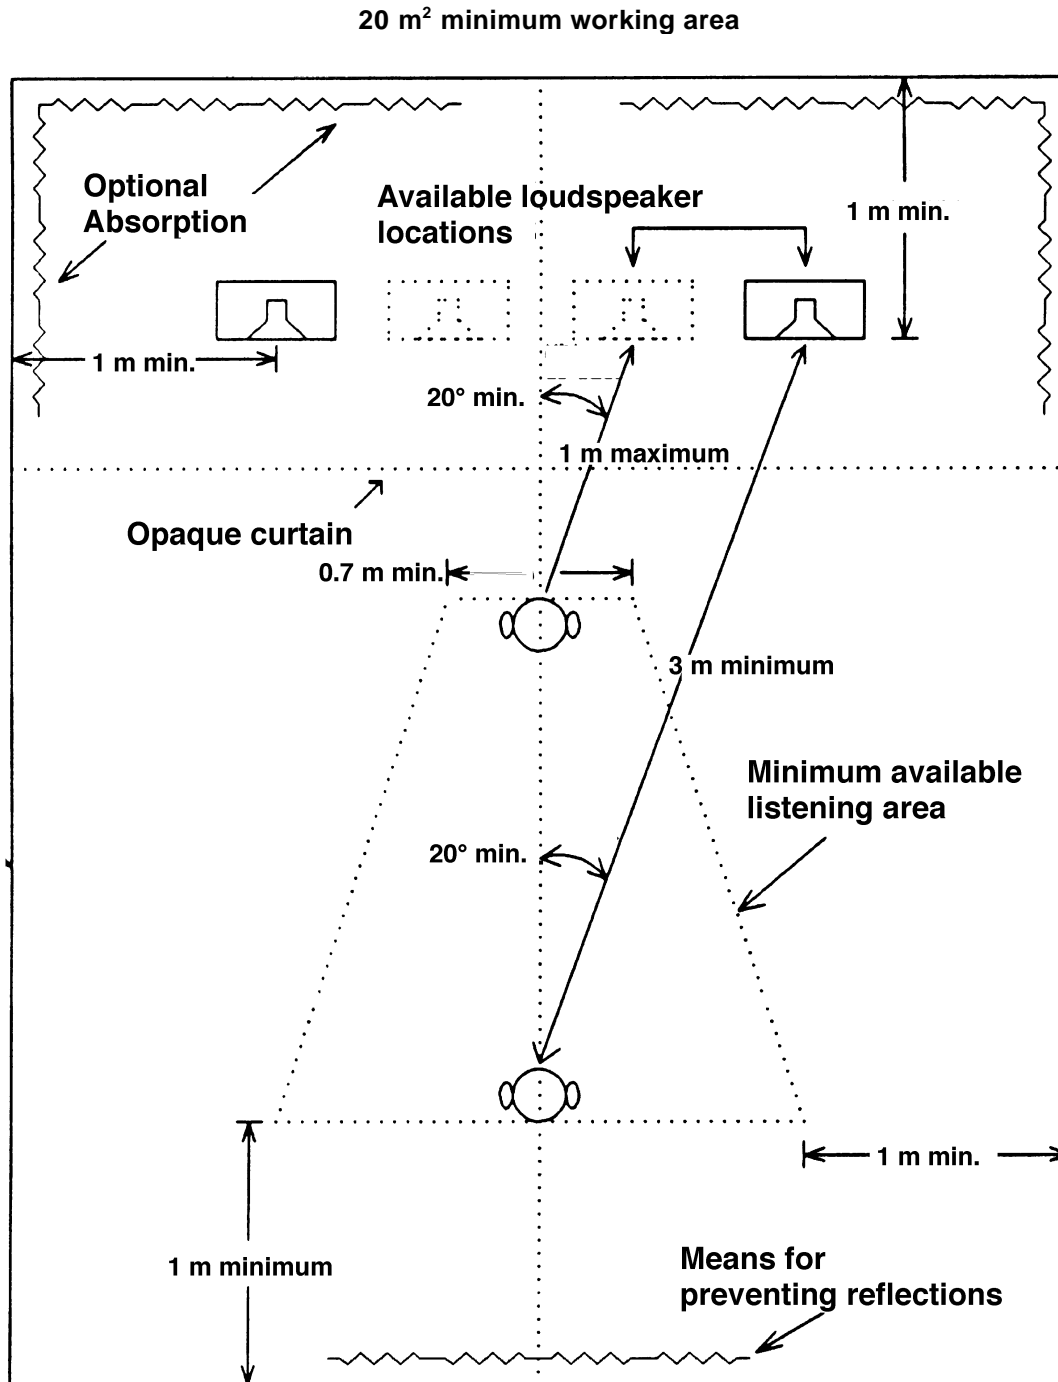 20 m² minimum working area
Optional
Absorption
Available loudspeaker
locations
1 m min.
1 m min.
20° min.
1 m maximum
Opaque curtain
0.7 m min.
3 m minimum
Minimum available
listening area
20° min.
1 m min.
1 m minimum
Means for
preventing reflections